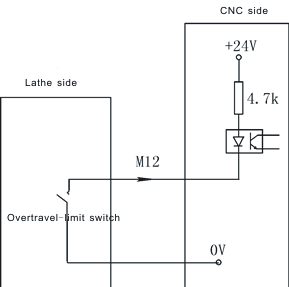 CNC side
+24V
Lathe side
4.7k
M12
Overtravel-limit switch
0V